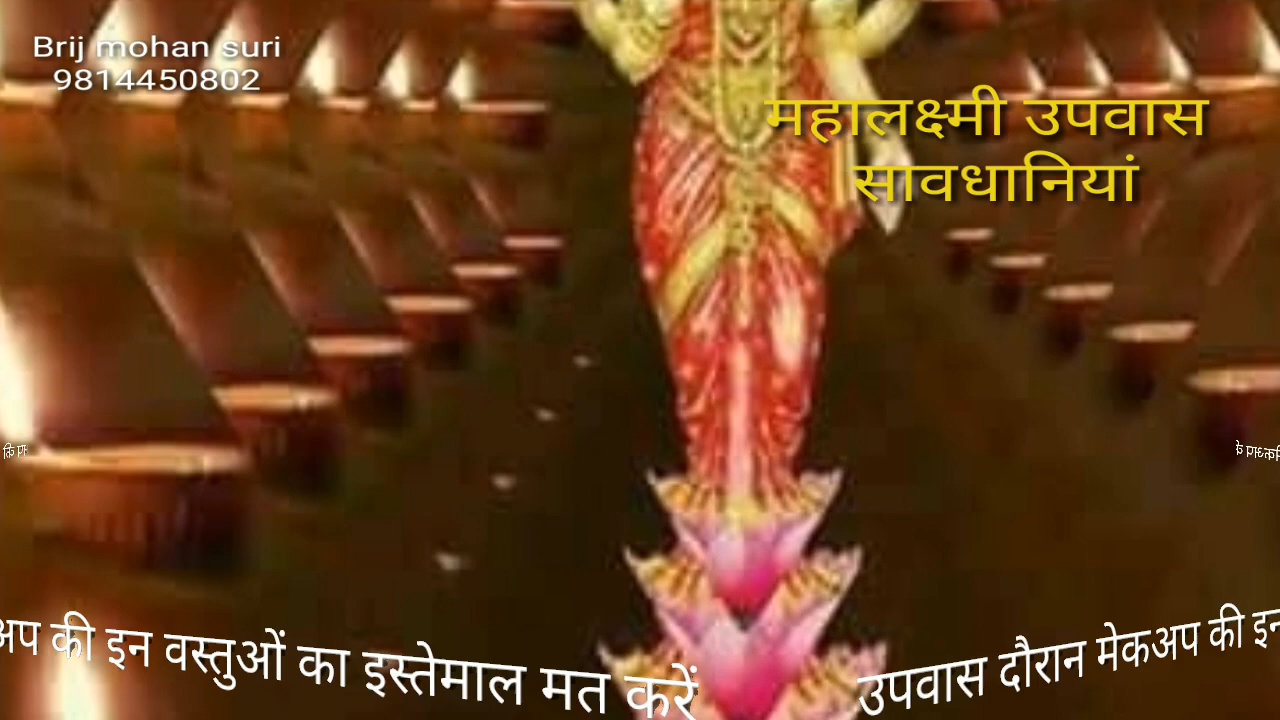 Brij mohan suri
9814450802
महालक्ष्मी उपवास
सावधानियां
उपवास दौरान मेकअप की इन
अप की इन वस्तुओं का इस्तेमाल मत करें